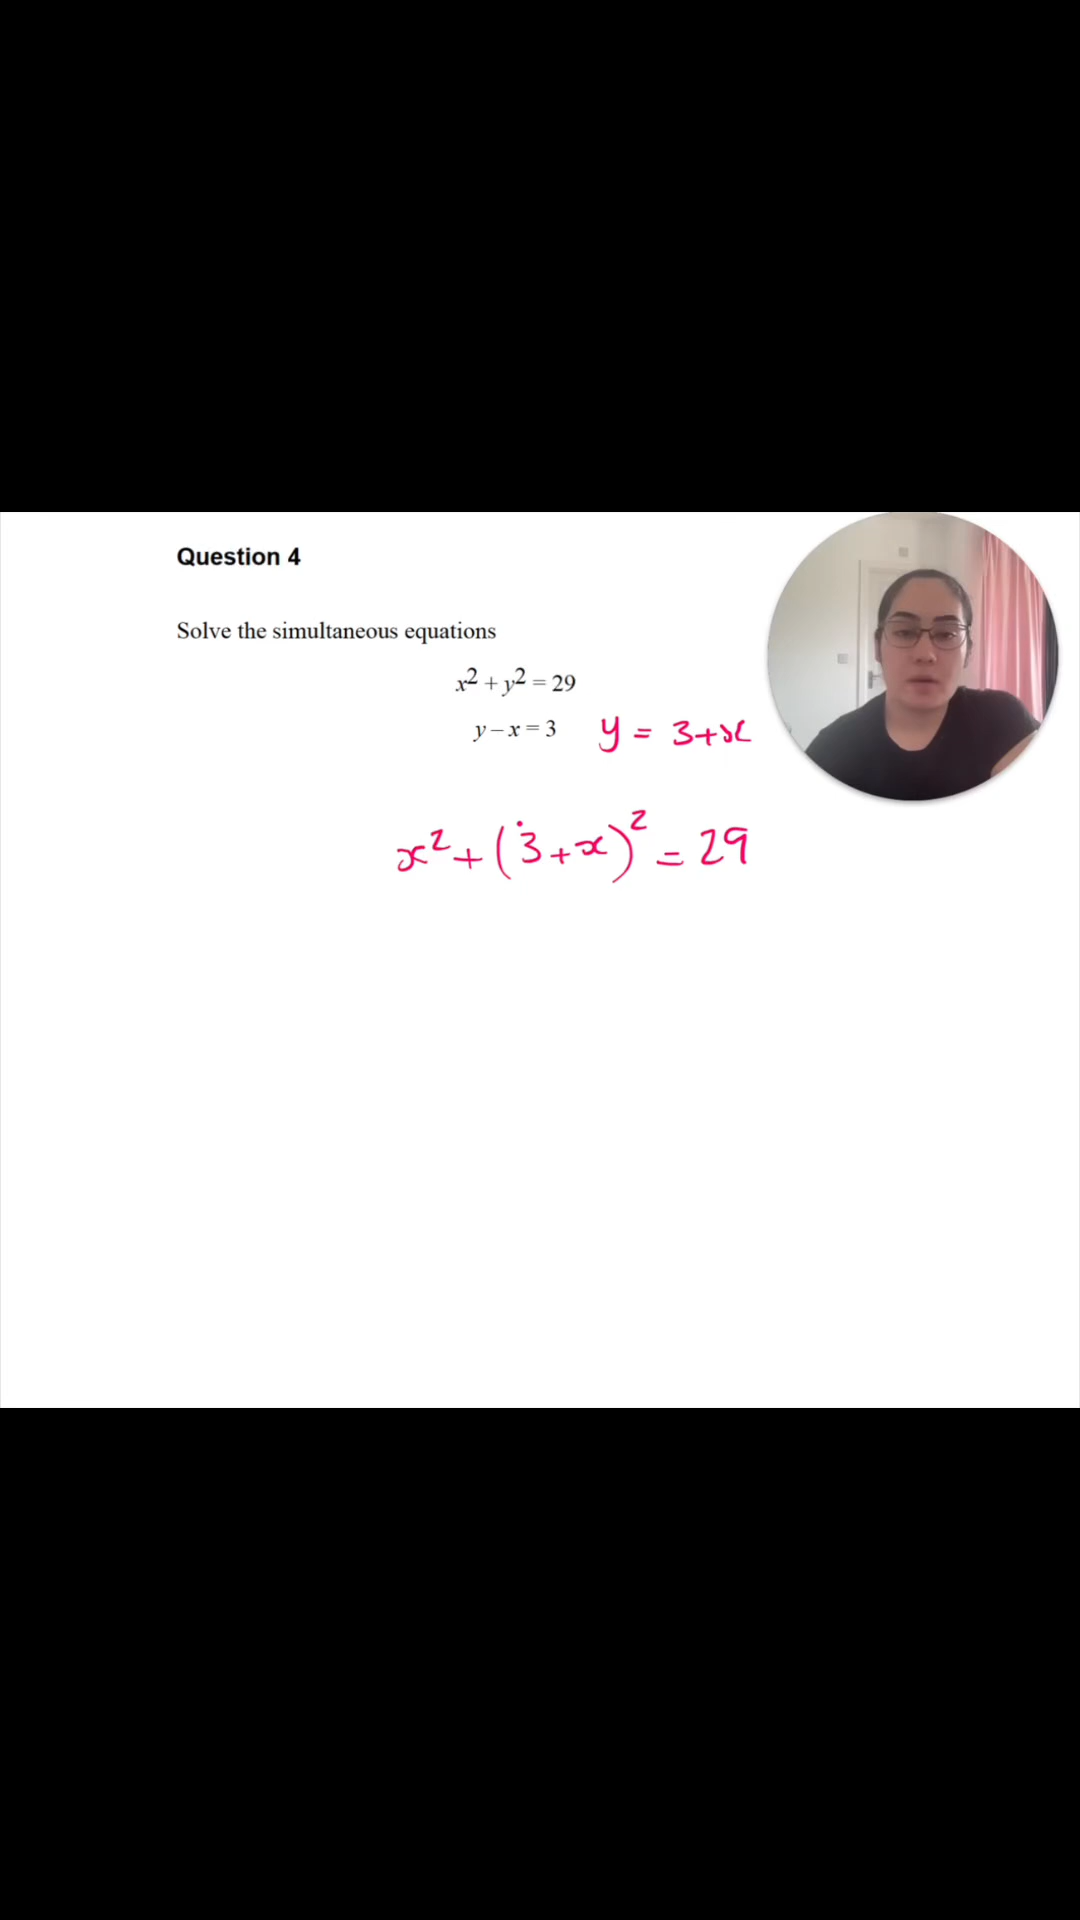 Question 4
Solve the simultaneous equations
x² + y² = 29
y – x = 3 y = 3+x
x² + (3+x)² = 29